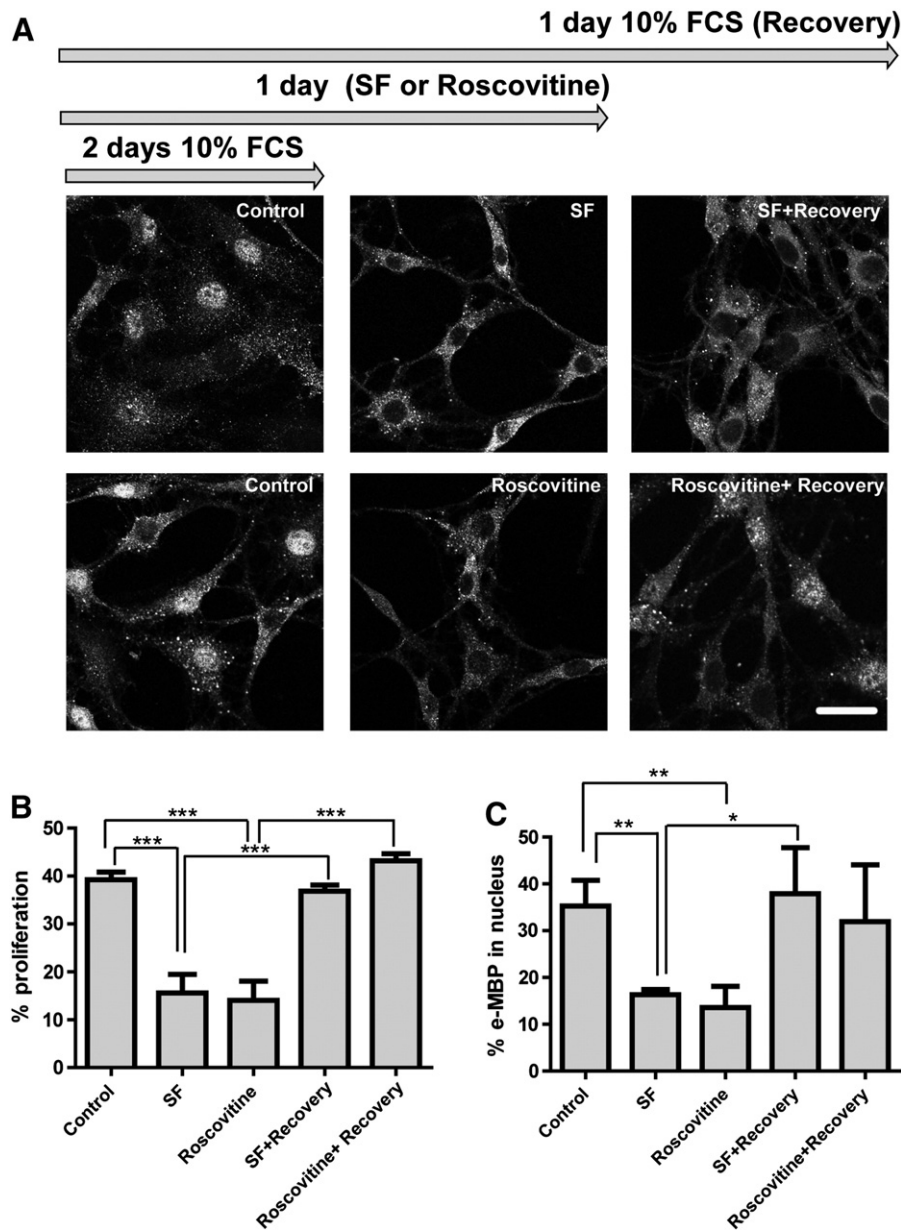 A
1 day 10% FCS (Recovery)
1 day (SF or Roscovitine)
2 days 10% FCS
Control
SF
SF+Recovery
Control
Roscovitine
Roscovitine+ Recovery
B
% proliferation
50
40
30
20
10
0
***
***
***
***
Control
SF
Roscovitine
SF+Recovery
Roscovitine+ Recovery
C
% e-MBP in nucleus
50
40
30
20
10
0
**
**
*
Control
SF
Roscovitine
SF+Recovery
Roscovitine+Recovery